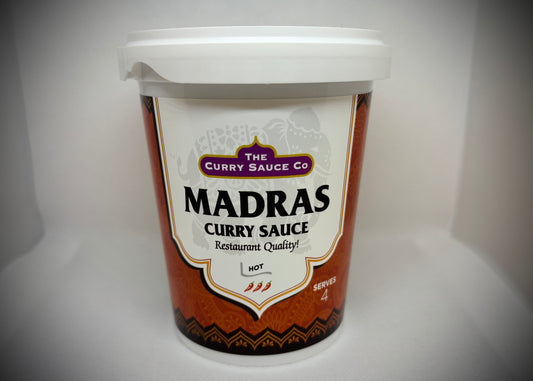 THE
CURRY SAUCE CO
MADRAS
CURRY SAUCE
Restaurant Quality!
HOT
SERVES
4